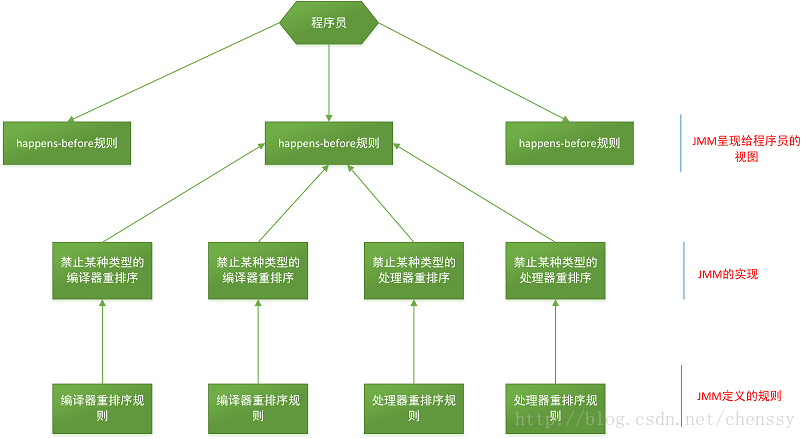 程序员
happens-before规则
happens-before规则
happens-before规则
JMM呈现给程序员的
视图
禁止某种类型的
编译器重排序
禁止某种类型的
编译器重排序
禁止某种类型的
处理器重排序
禁止某种类型的
处理器重排序
JMM的实现
编译器重排序规
则
编译器重排序规
则
处理器重排序规
则
处理器重排序规
则
JMM定义的规则
http://blog.csdn.net/chenssy